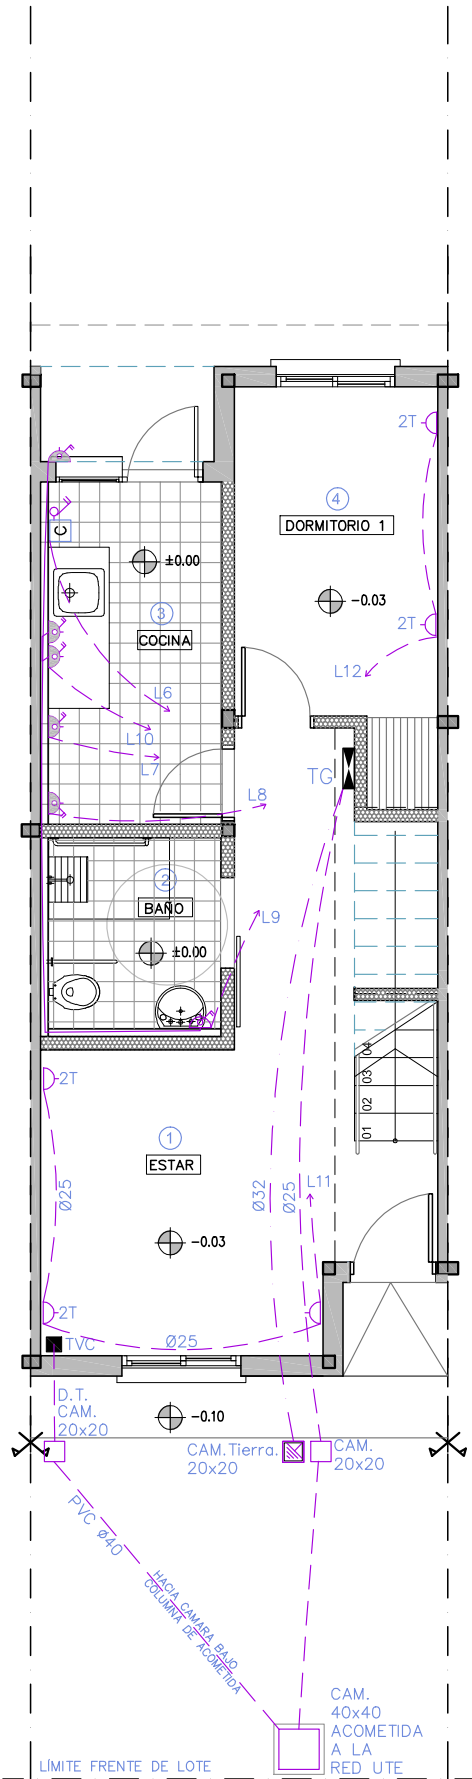 2T
4
DORMITORIO 1
C
±0.00
-0.03
3
COCINA
2T
L12
L6
L10
L7
TG
L8
2
BAÑO
L9
±0.00
04
03
02
01
2T
1
ESTAR
L11
Ø25
Ø32
Ø25
-0.03
2T
TVC
Ø25
D.T.
CAM.
20x20
-0.10
CAM.Tierra.
20x20
CAM.
20x20
PVC Ø40
HACIA CAMARA BAJO
COLUMNA DE ACOMETIDA
CAM.
40x40
ACOMETIDA
A LA
RED UTE
LÍMITE FRENTE DE LOTE